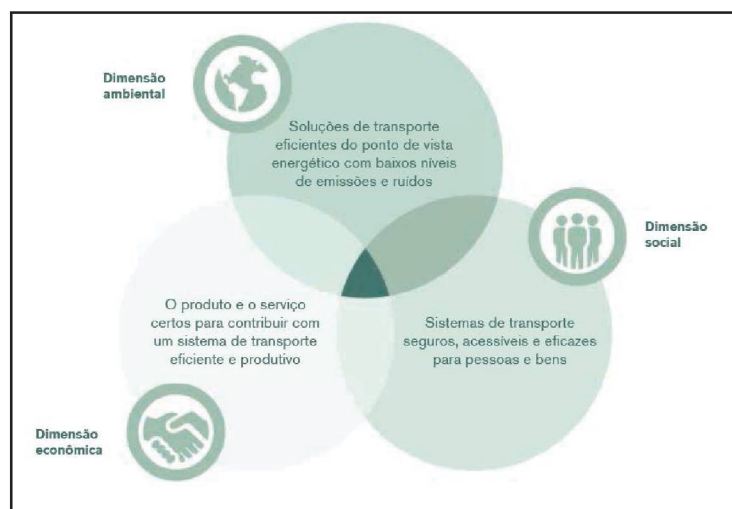 Dimensão
ambiental
Soluções de transporte
eficientes do ponto de vista
energético com baixos níveis
de emissões e ruídos
Dimensão
social
O produto e o serviço
certos para contribuir com
um sistema de transporte
eficiente e produtivo
Sistemas de transporte
seguros, acessíveis e eficazes
para pessoas e bens
Dimensão
econômica